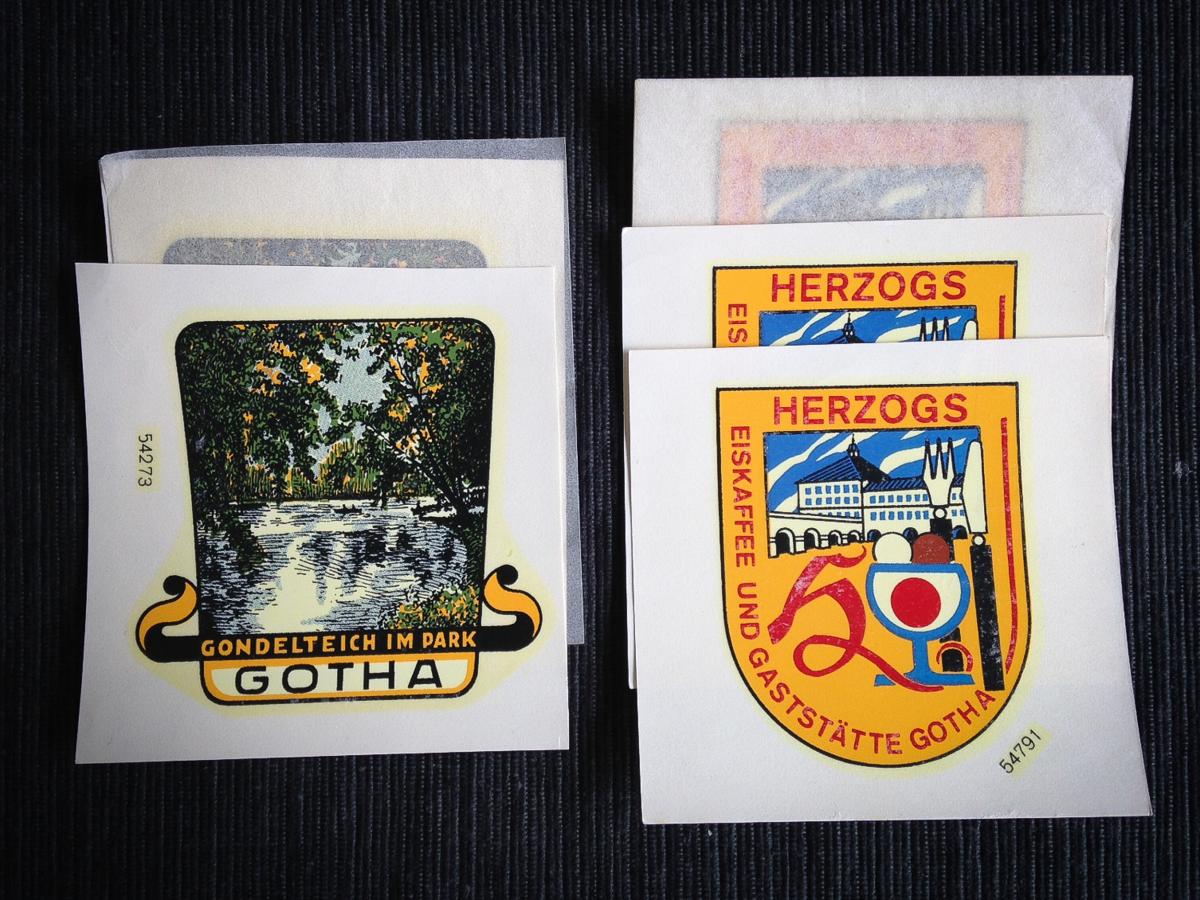 54273
GONDELTEICH IM PARK
GOTHA
HERZOGS
EIS
HERZOGS
EISKAFFEE UND GASTSTÄTTE GOTHA
54791